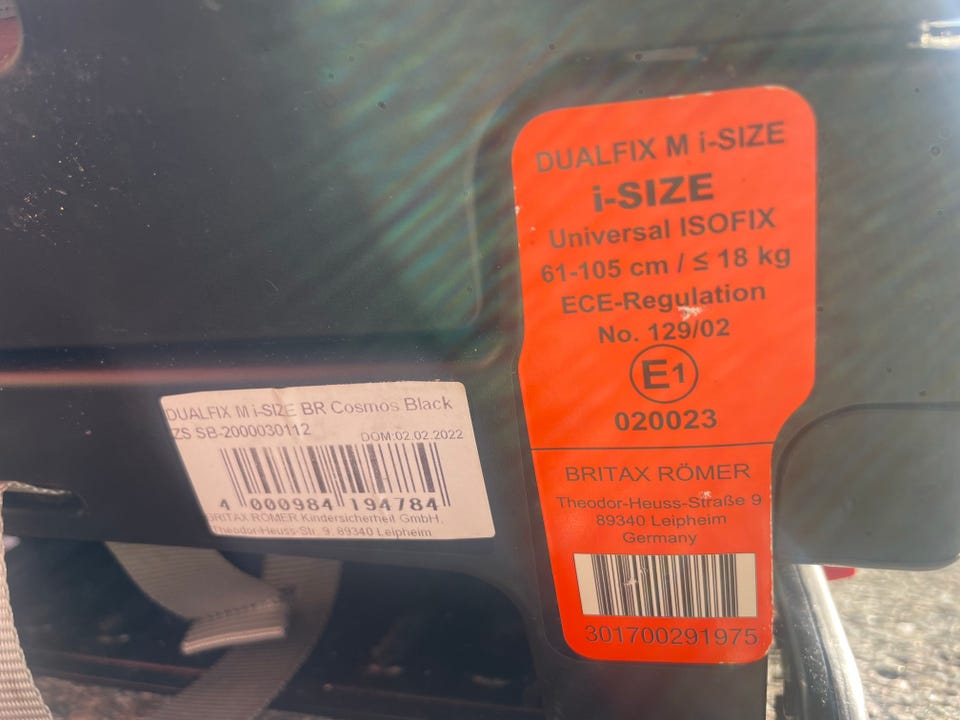 DUALFIX M i-SIZE
i-SIZE
Universal ISOFIX
61-105 cm / ≤ 18 kg
ECE-Regulation
No. 129/02
E1
020023
BRITAX RÖMER
Theodor-Heuss-Straße 9
89340 Leipheim
Germany
301700291975
DUALFIX M i-SIZE BR Cosmos Black
ZS SB-2000030112
DOM:02.02.2022
4 000984 194784
BRITAX RÖMER Kindersicherheit GmbH.
Theodor-Heuss-Str. 9, 89340 Leipheim